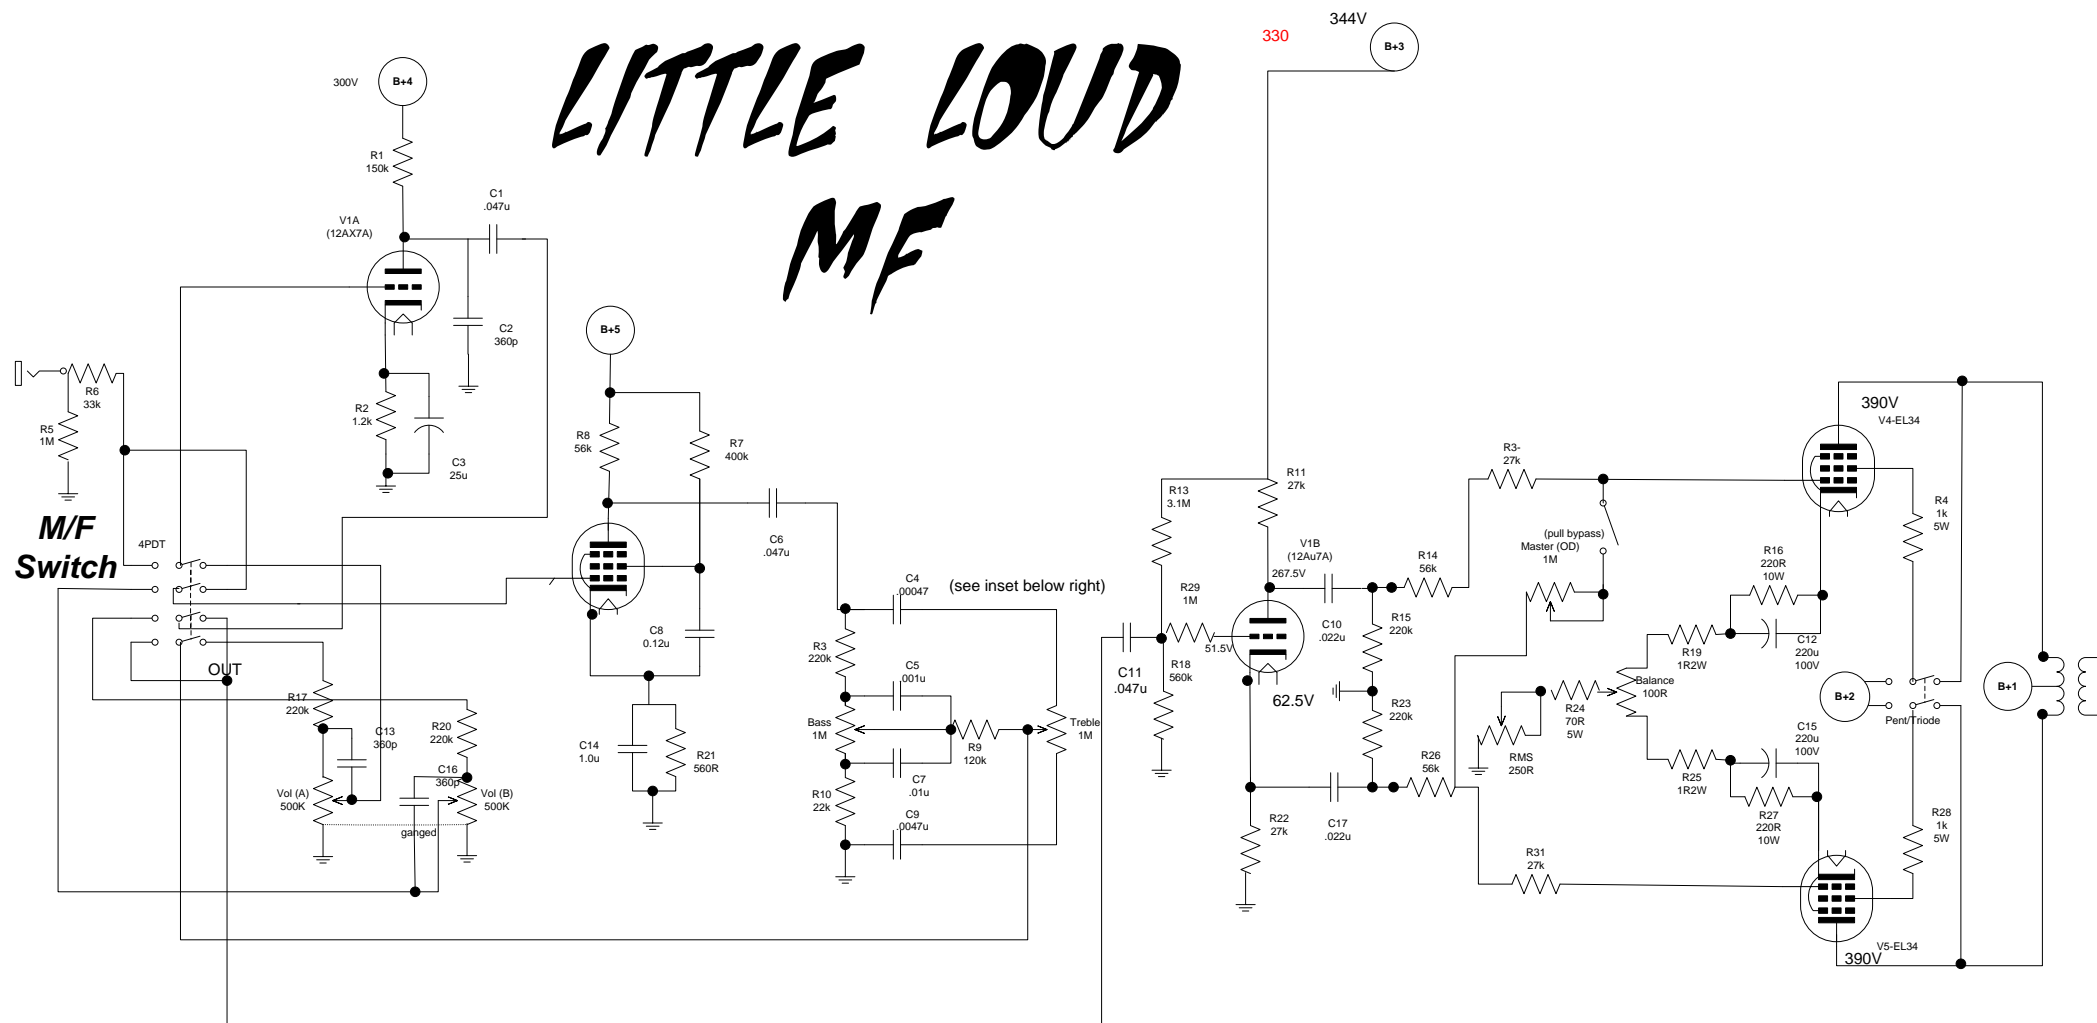 LITTLE LOUD
MF
344V
330
B+3
300V
B+4
R1
150k
C1
.047u
V1A
(12AX7A)
C2
360p
B+5
R6
33k
R5
1M
R2
1.2k
C3
25u
R8
56k
R7
400k
M/F
Switch
4PDT
OUT
C6
.047u
C4
.00047
(see inset below right)
C8
0.12u
R3
220k
C5
.001u
R17
220k
C13
360p
R20
220k
C16
360p
Vol (A)
500K
Vol (B)
500K
ganged
C14
1.0u
R21
560R
Bass
1M
R9
120k
Treble
1M
C7
.01u
R10
22k
C9
.0047u
R13
3.1M
R11
27k
V1B
(12Au7A)
267.5V
R29
1M
51.5V
C11
.047u
R18
560k
62.5V
C10
.022u
R14
56k
R15
220k
R23
220k
R26
56k
R22
27k
C17
.022u
R3-
27k
(pull bypass)
Master (OD)
1M
R31
27k
390V
V4-EL34
R4
1k
5W
R16
220R
10W
R19
1R2W
C12
220u
100V
Balance
100R
R24
70R
5W
RMS
250R
B+2
Pent/Triode
B+1
C15
220u
100V
R25
1R2W
R27
220R
10W
R28
1k
5W
V5-EL34
390V